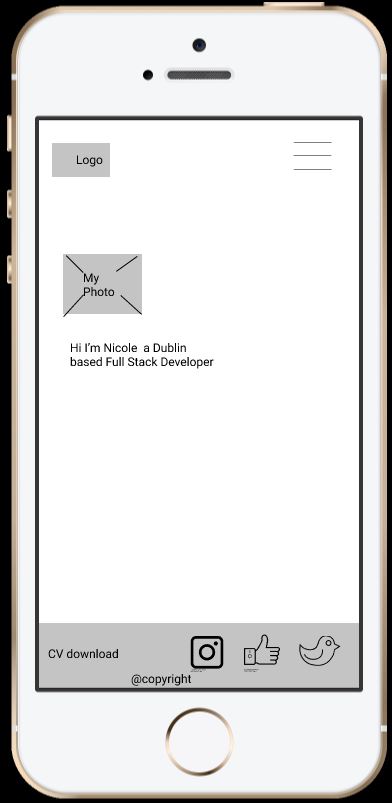 Logo
My
Photo
Hi I'm Nicole  a Dublin
based Full Stack Developer
CV download
@copyright